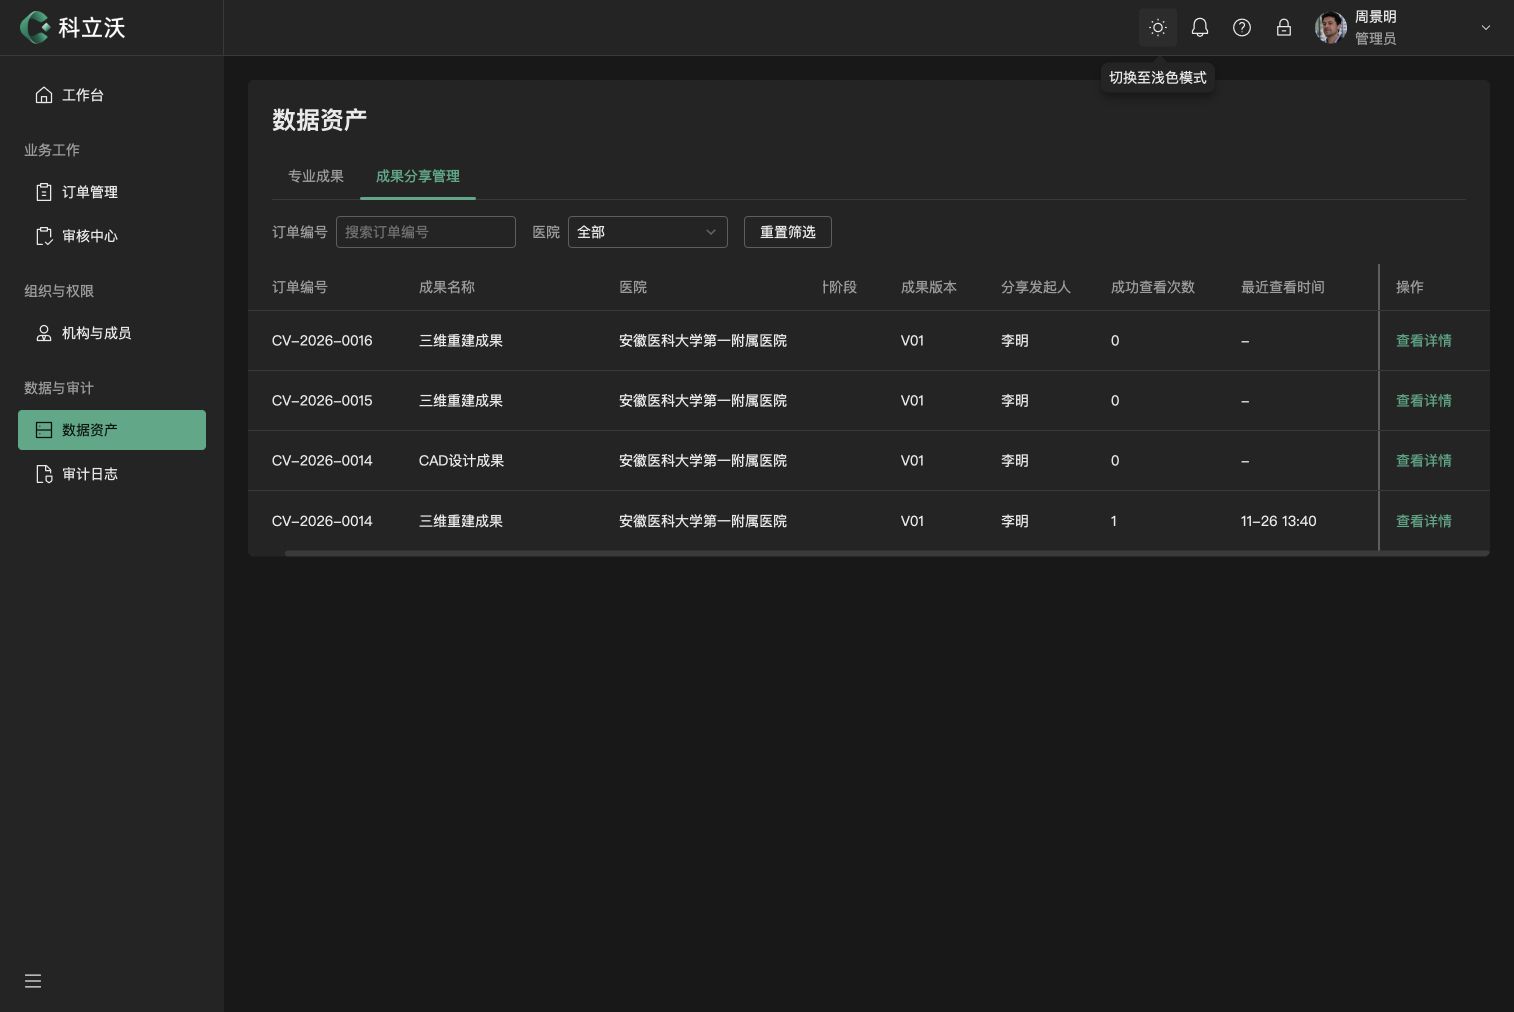 科立沃
周景明
管理员
切换至浅色模式
工作台
业务工作
订单管理
审核中心
组织与权限
机构与成员
数据与审计
数据资产
审计日志
数据资产
专业成果 成果分享管理
订单编号 搜索订单编号 医院 全部 重置筛选
订单编号 成果名称 医院 阶段 成果版本 分享发起人 成功查看次数 最近查看时间 操作
CV-2026-0016 三维重建成果 安徽医科大学第一附属医院 V01 李明 0 – 查看详情
CV-2026-0015 三维重建成果 安徽医科大学第一附属医院 V01 李明 0 – 查看详情
CV-2026-0014 CAD设计成果 安徽医科大学第一附属医院 V01 李明 0 – 查看详情
CV-2026-0014 三维重建成果 安徽医科大学第一附属医院 V01 李明 1 11-26 13:40 查看详情